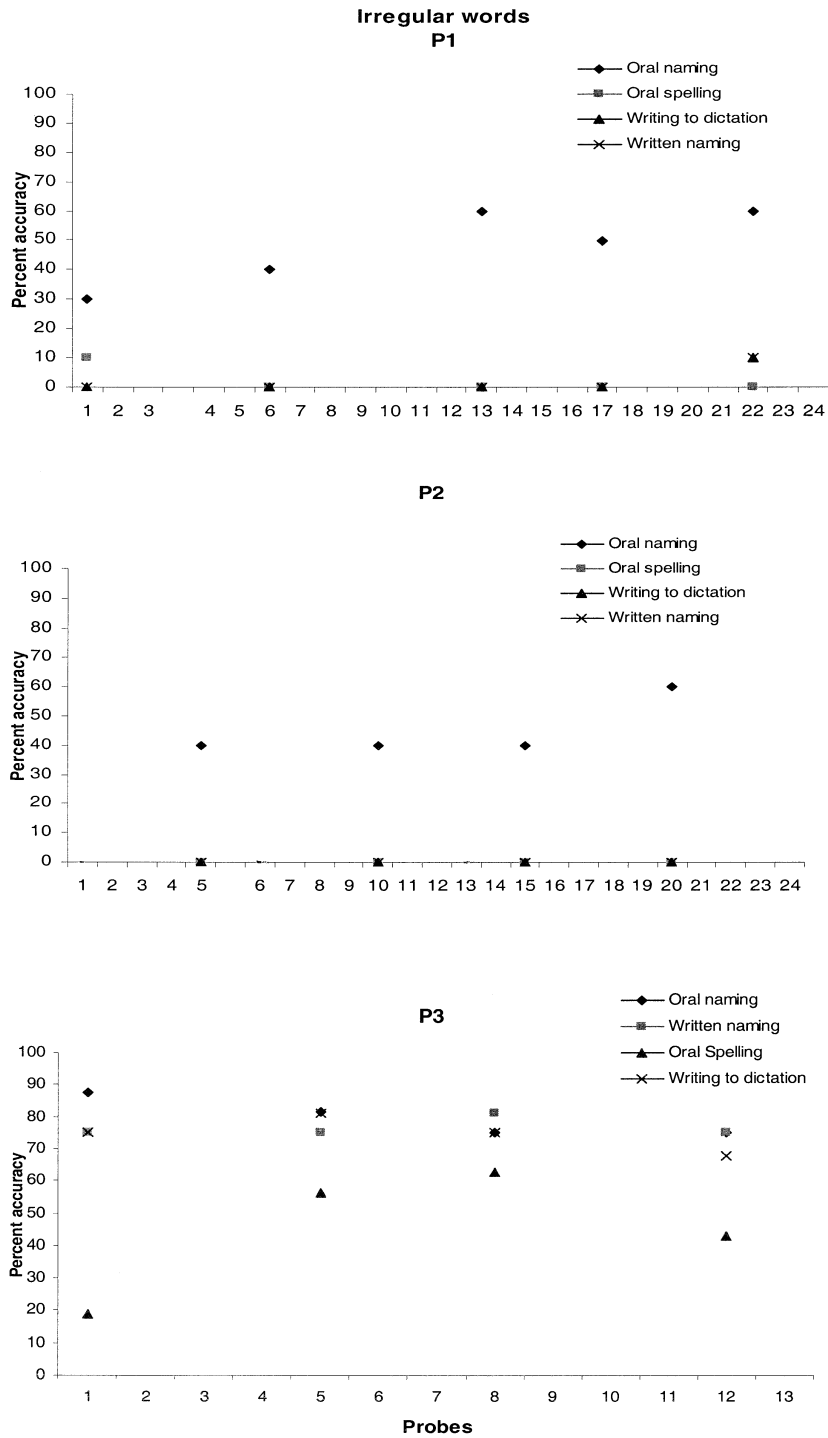 Irregular words
P1
Oral naming
Oral spelling
Writing to dictation
Written naming
Percent accuracy
100
90
80
70
60
50
40
30
20
10
0
1 2 3 4 5 6 7 8 9 10 11 12 13 15 16 17 18 19 20 21 22 23 24
P2
Oral naming
Oral spelling
Writing to dictation
Written naming
Percent accuracy
100
90
80
70
60
50
40
30
20
10
0
1 2 3 4 5 6 7 8 9 10 11 12 13 14 15 16 17 18 19 20 21 22 23 24
P3
Oral naming
Written naming
Oral Spelling
Writing to dictation
Percent accuracy
100
90
80
70
60
50
40
30
20
10
0
1 2 3 4 5 6 7 8 9 10 11 12 13
Probes